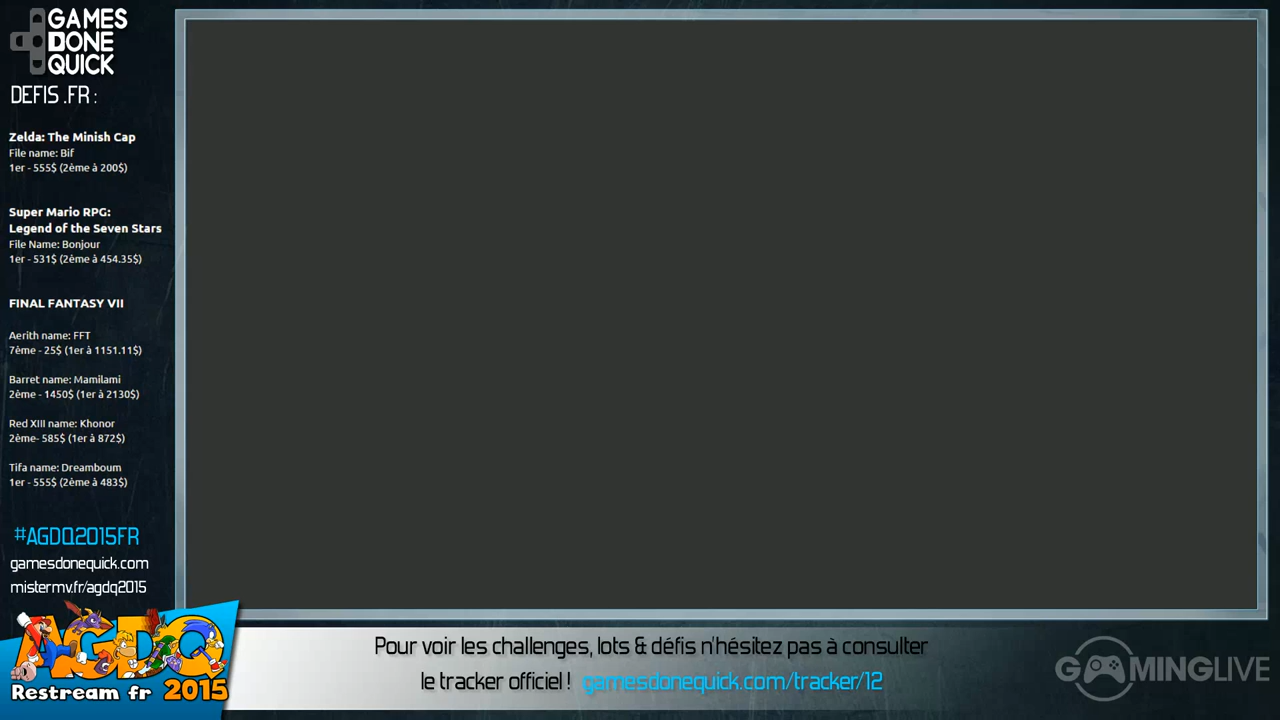 GAMES
DONE
QUICK
DEFIS .FR :
Zelda: The Minish Cap
File name: Bif
1er - 555$ (2ème à 200$)
Super Mario RPG:
Legend of the Seven Stars
File Name: Bonjour
1er - 531$ (2ème à 454.35$)
FINAL FANTASY VII
Aerith name: FFT
7ème - 25$ (1er à 1151.11$)
Barret name: Mamilami
2ème - 1450$ (1er à 2130$)
Red XIII name: Khonor
2ème- 585$ (1er à 872$)
Tifa name: Dreamboum
1er - 555$ (2ème à 483$)
#AGDQ2015FR
gamesdonequick.com
mistermv.fr/agdq2015
AGDQ
Restream fr 2015
Pour voir les challenges, lots & défis n'hésitez pas à consulter
le tracker officiel ! gamesdonequick.com/tracker/12
GAMINGLIVE